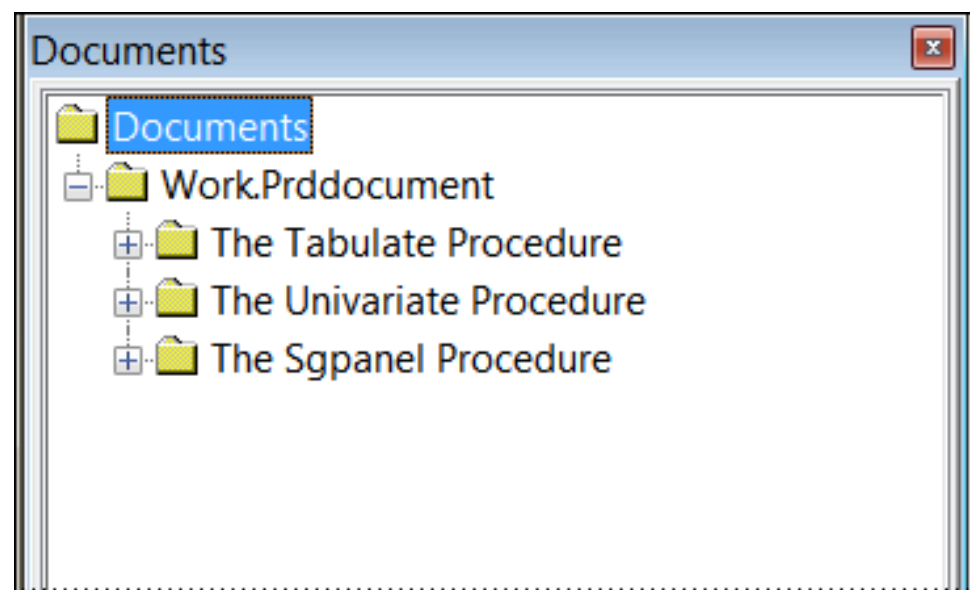 Documents
Documents
Work.Prddocument
The Tabulate Procedure
The Univariate Procedure
The Sgpanel Procedure